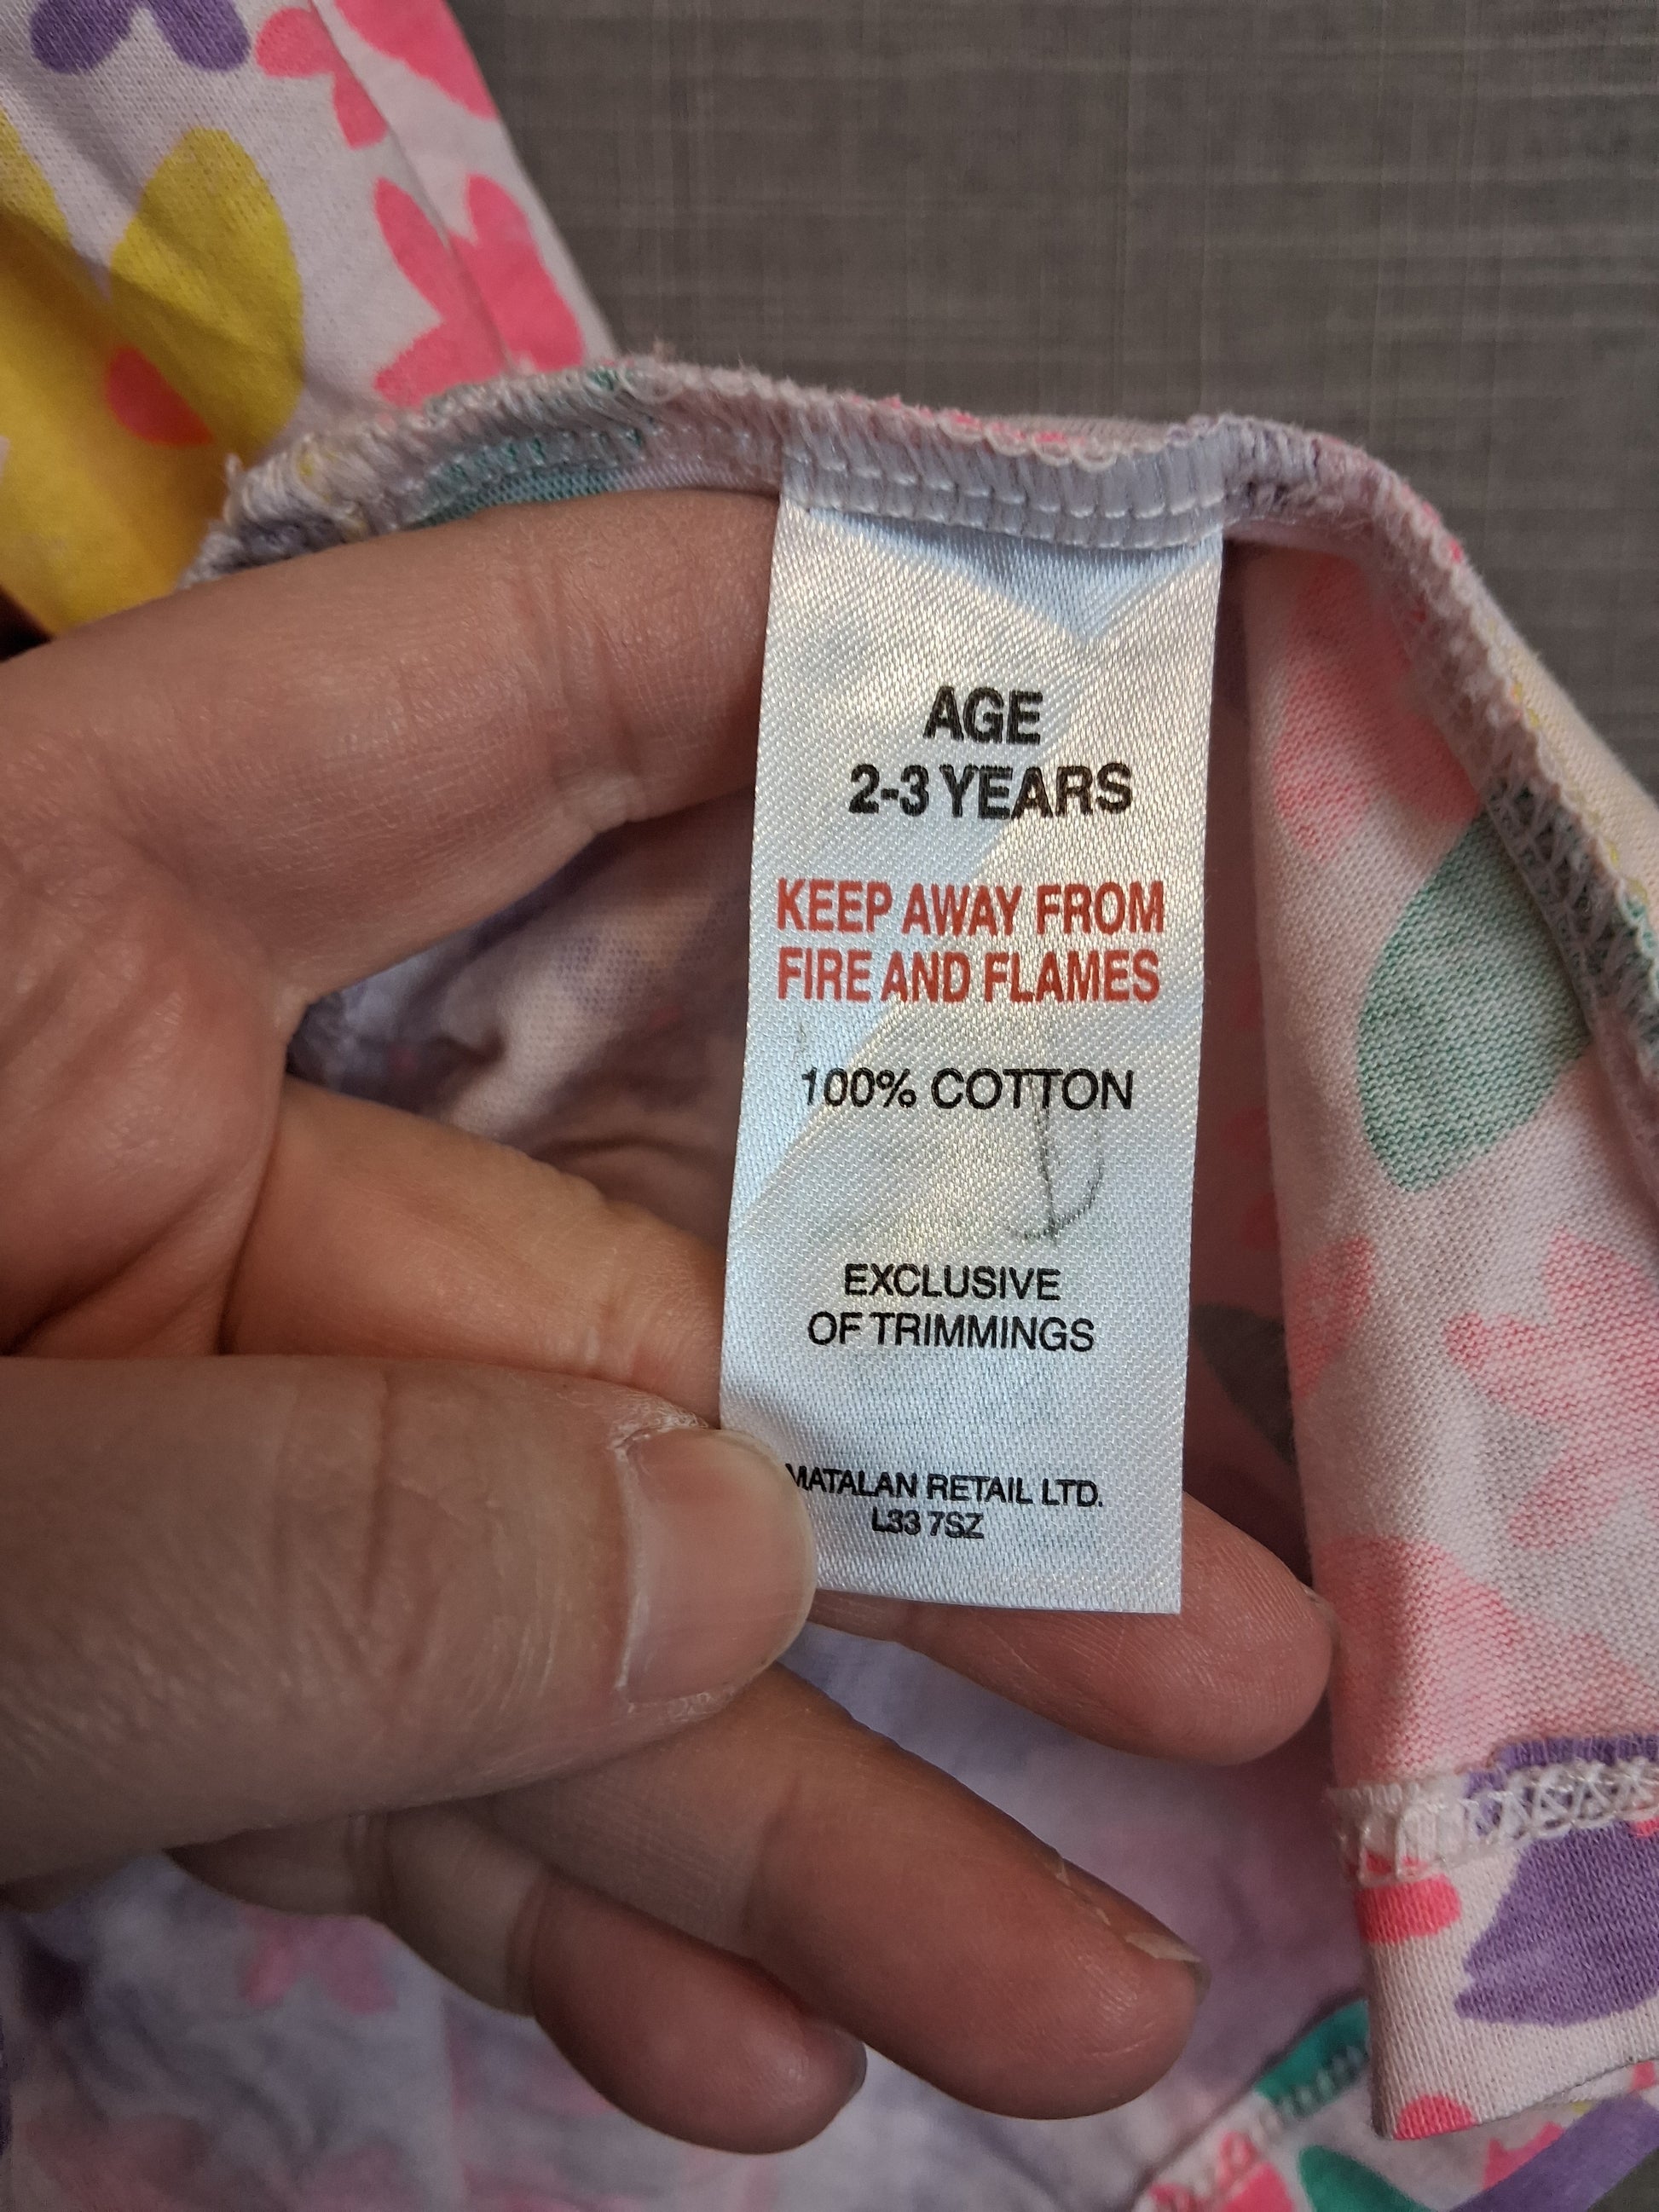 AGE
2-3 YEARS
KEEP AWAY FROM
FIRE AND FLAMES
100% COTTON
EXCLUSIVE
OF TRIMMINGS
MATALAN RETAIL LTD.
L33 7SZ